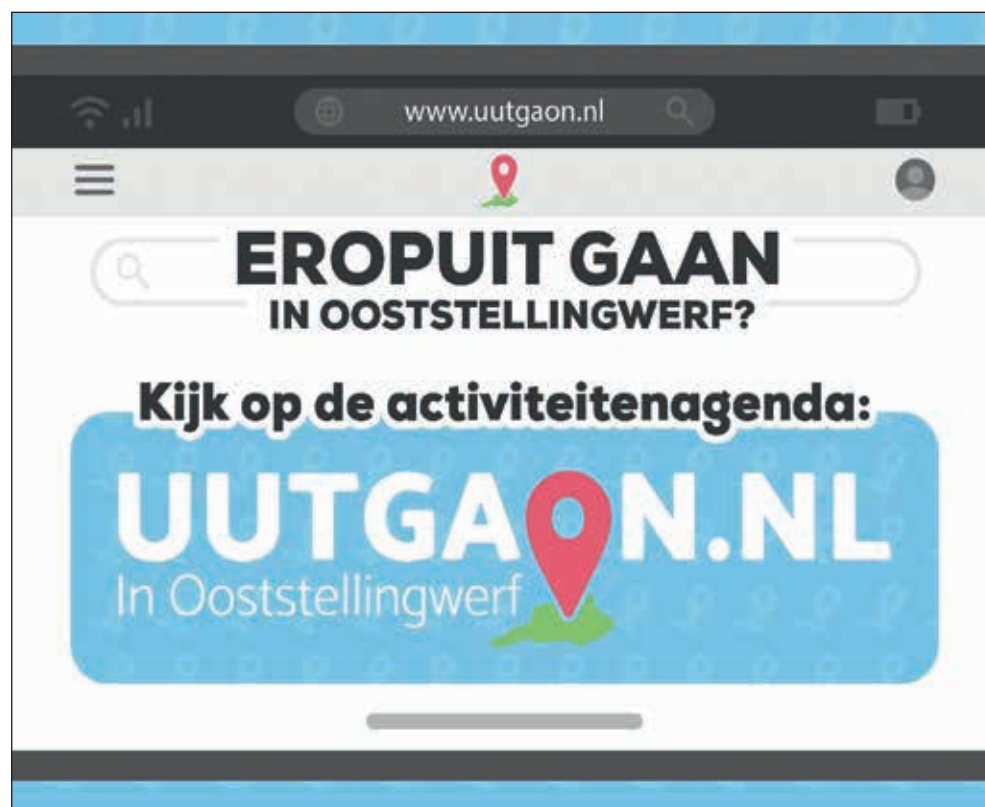 www.uutgaon.nl
EROPUIT GAAN
IN OOSTSTELLINGWERF?
Kijk op de activiteitenagenda:
UUTGAON.NL
In Ooststellingwerf